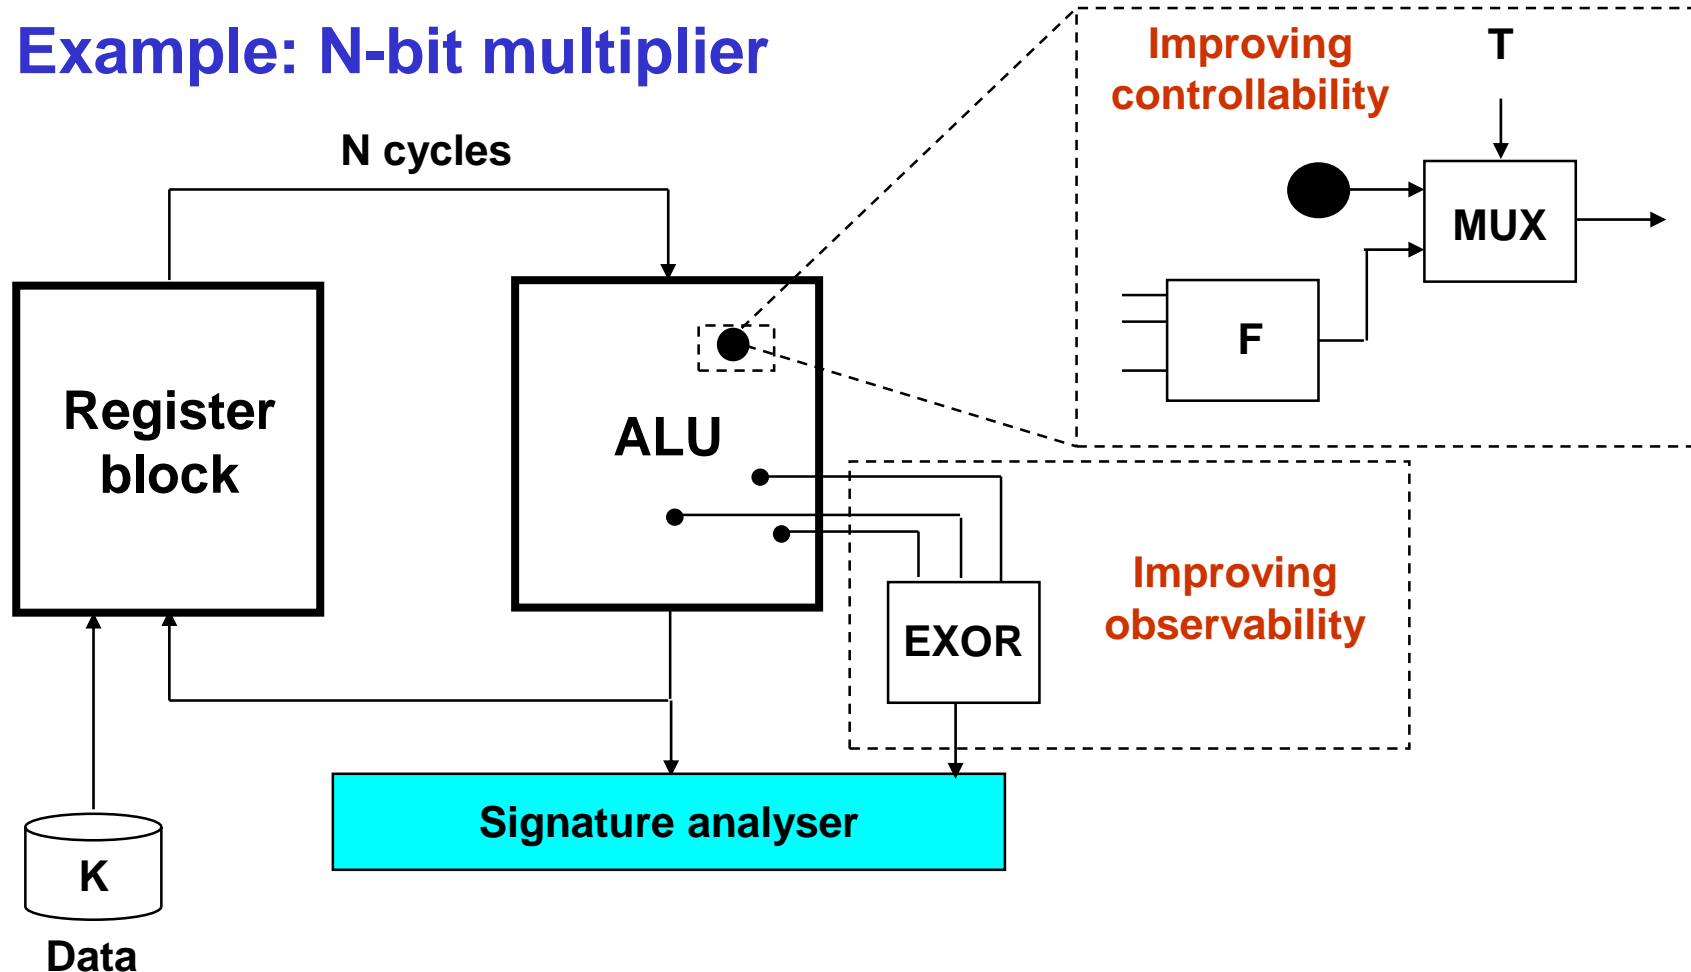 Example: N-bit multiplier
Improving
controllability
T
N cycles
MUX
F
Register
block
ALU
Improving
observability
EXOR
Signature analyser
K
Data